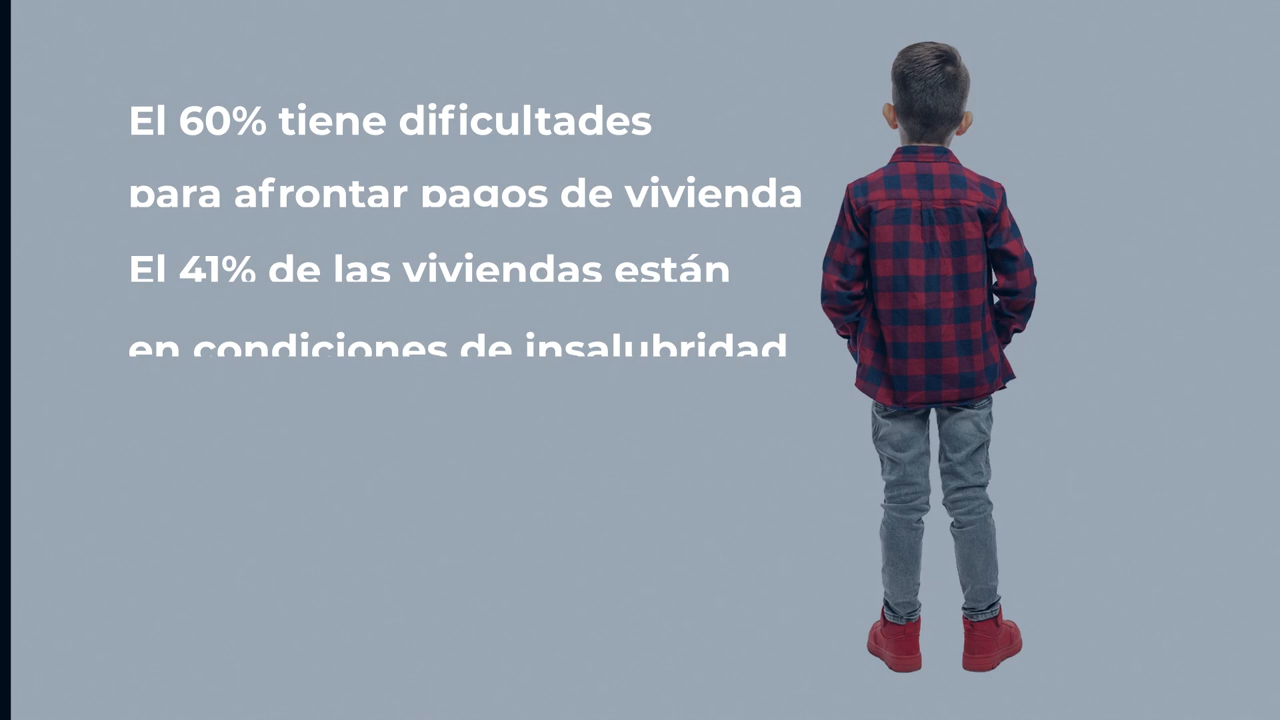 El 60% tiene dificultades
para afrontar pagos de vivienda
El 41% de las viviendas están
en condiciones de insalubridad